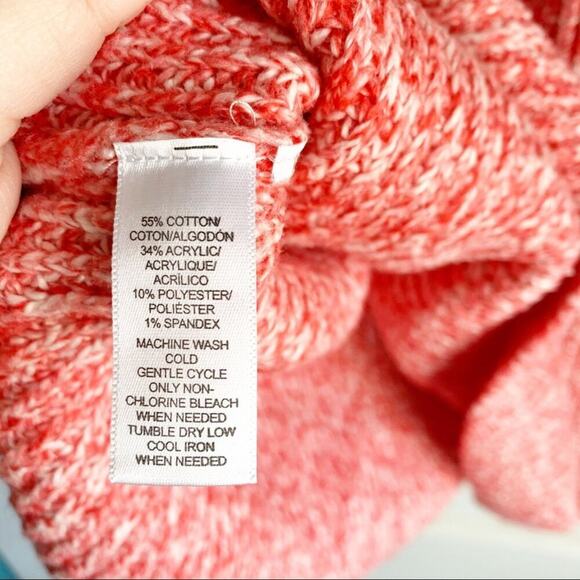 55% COTTON/
COTON/ALGODÓN
34% ACRYLIC/
ACRYLIQUE/
ACRÍLICO
10% POLYESTER/
POLIÉSTER
1% SPANDEX
MACHINE WASH
COLD
GENTLE CYCLE
ONLY NON-
CHLORINE BLEACH
WHEN NEEDED
TUMBLE DRY LOW
COOL IRON
WHEN NEEDED